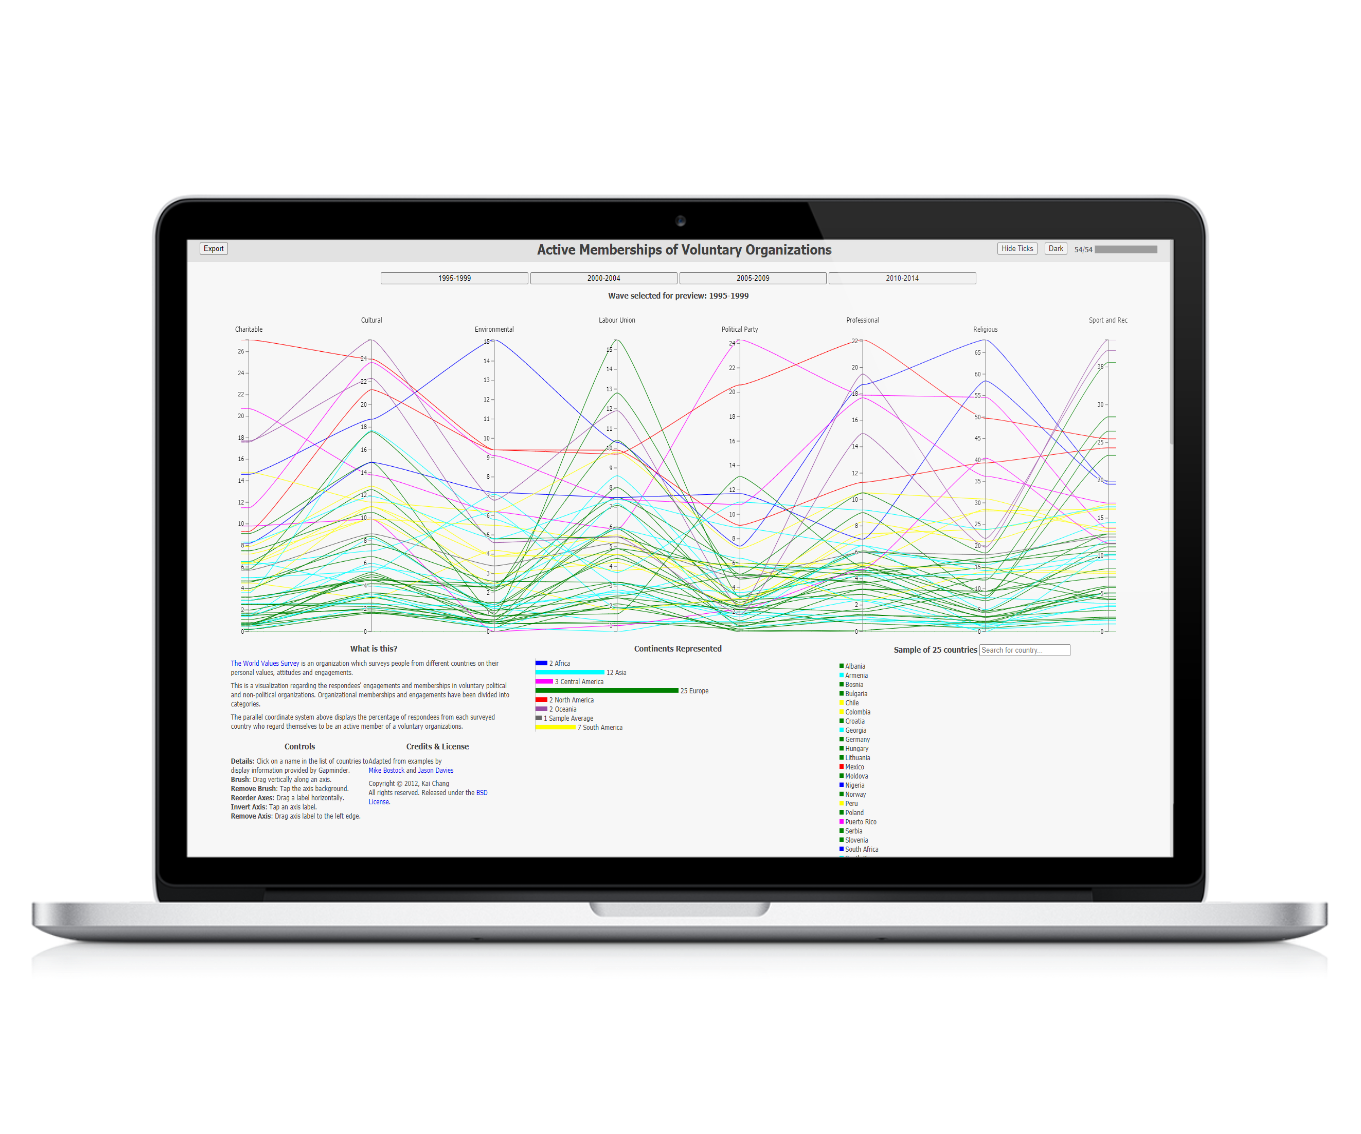 Export
Active Memberships of Voluntary Organizations
Hide Ticks
Dark
54/54
1995-1999
2000-2004
2005-2009
2010-2014
Wave selected for preview: 1995-1999
Charitable
Cultural
Environmental
Labour Union
Political Party
Professional
Religious
Sport and Rec
What is this?
The World Values Survey is an organization which surveys people from different countries on their
personal values, attitudes and engagements.
This is a visualization regarding the respondees' engagements and memberships in voluntary political
and non-political organizations. Organizational memberships and engagements have been divided into
categories.
The parallel coordinate system above displays the percentage of respondees from each surveyed
country who regard themselves to be an active member of a voluntary organizations.
Controls
Details: Click on a name in the list of countries to
display information provided by Gapminder.
Brush: Drag vertically along an axis.
Remove Brush: Tap the axis background.
Reorder Axes: Drag a label horizontally.
Invert Axis: Tap an axis label.
Remove Axis: Drag axis label to the left edge.
Credits & License
Adapted from examples by
Mike Bostock and Jason Davies
Copyright © 2012, Kai Chang
All rights reserved. Released under the BSD
License.
Continents Represented
2 Africa
12 Asia
3 Central America
25 Europe
2 North America
2 Oceania
1 Sample Average
7 South America
Sample of 25 countries
Search for country...
Albania
Armenia
Bosnia
Bulgaria
Chile
Colombia
Croatia
Georgia
Germany
Hungary
Lithuania
Mexico
Moldova
Nigeria
Norway
Peru
Poland
Puerto Rico
Serbia
Slovenia
South Africa